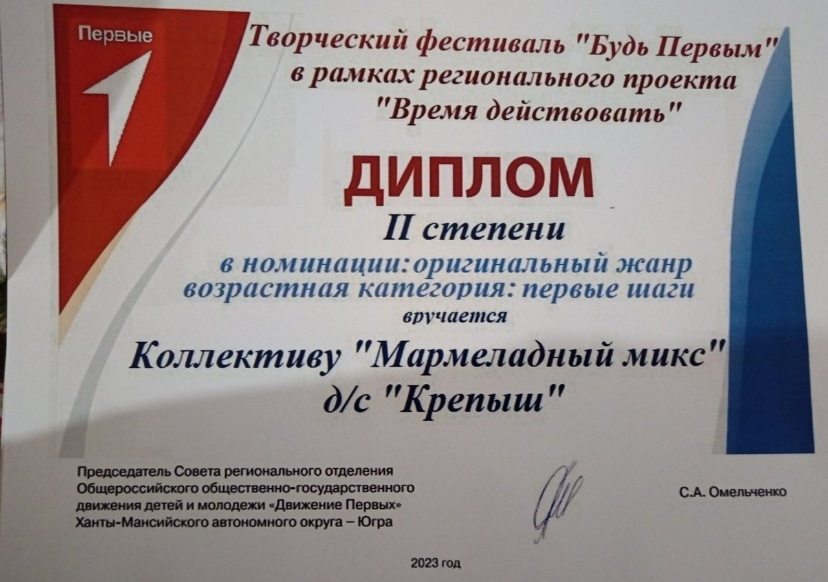 Первые
Творческий фестиваль "Будь Первым"
в рамках регионального проекта
"Время действовать"
ДИПЛОМ
II степени
в номинации:оригинальный жанр
возрастная категория: первые шаги
вручается
Коллективу "Мармеладный микс"
д/с "Крепыш"
Председатель Совета регионального отделения
Общероссийского общественно-государственного
движения детей и молодежи «Движение Первых»
Ханты-Мансийского автономного округа – Югра
С.А. Омельченко
2023 год